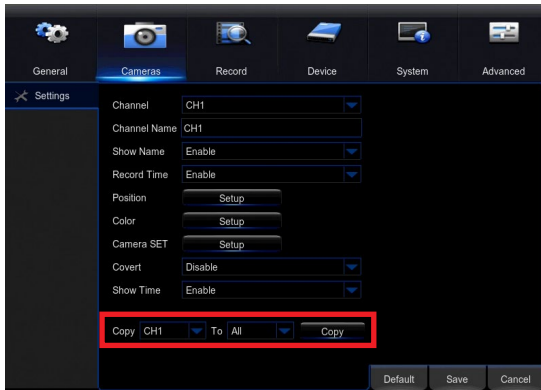 General Cameras Record Device System Advanced
Settings
Channel CH1
Channel Name CH1
Show Name Enable
Record Time Enable
Position Setup
Color Setup
Camera SET Setup
Covert Disable
Show Time Enable
Copy CH1 To All Copy
Default Save Cancel